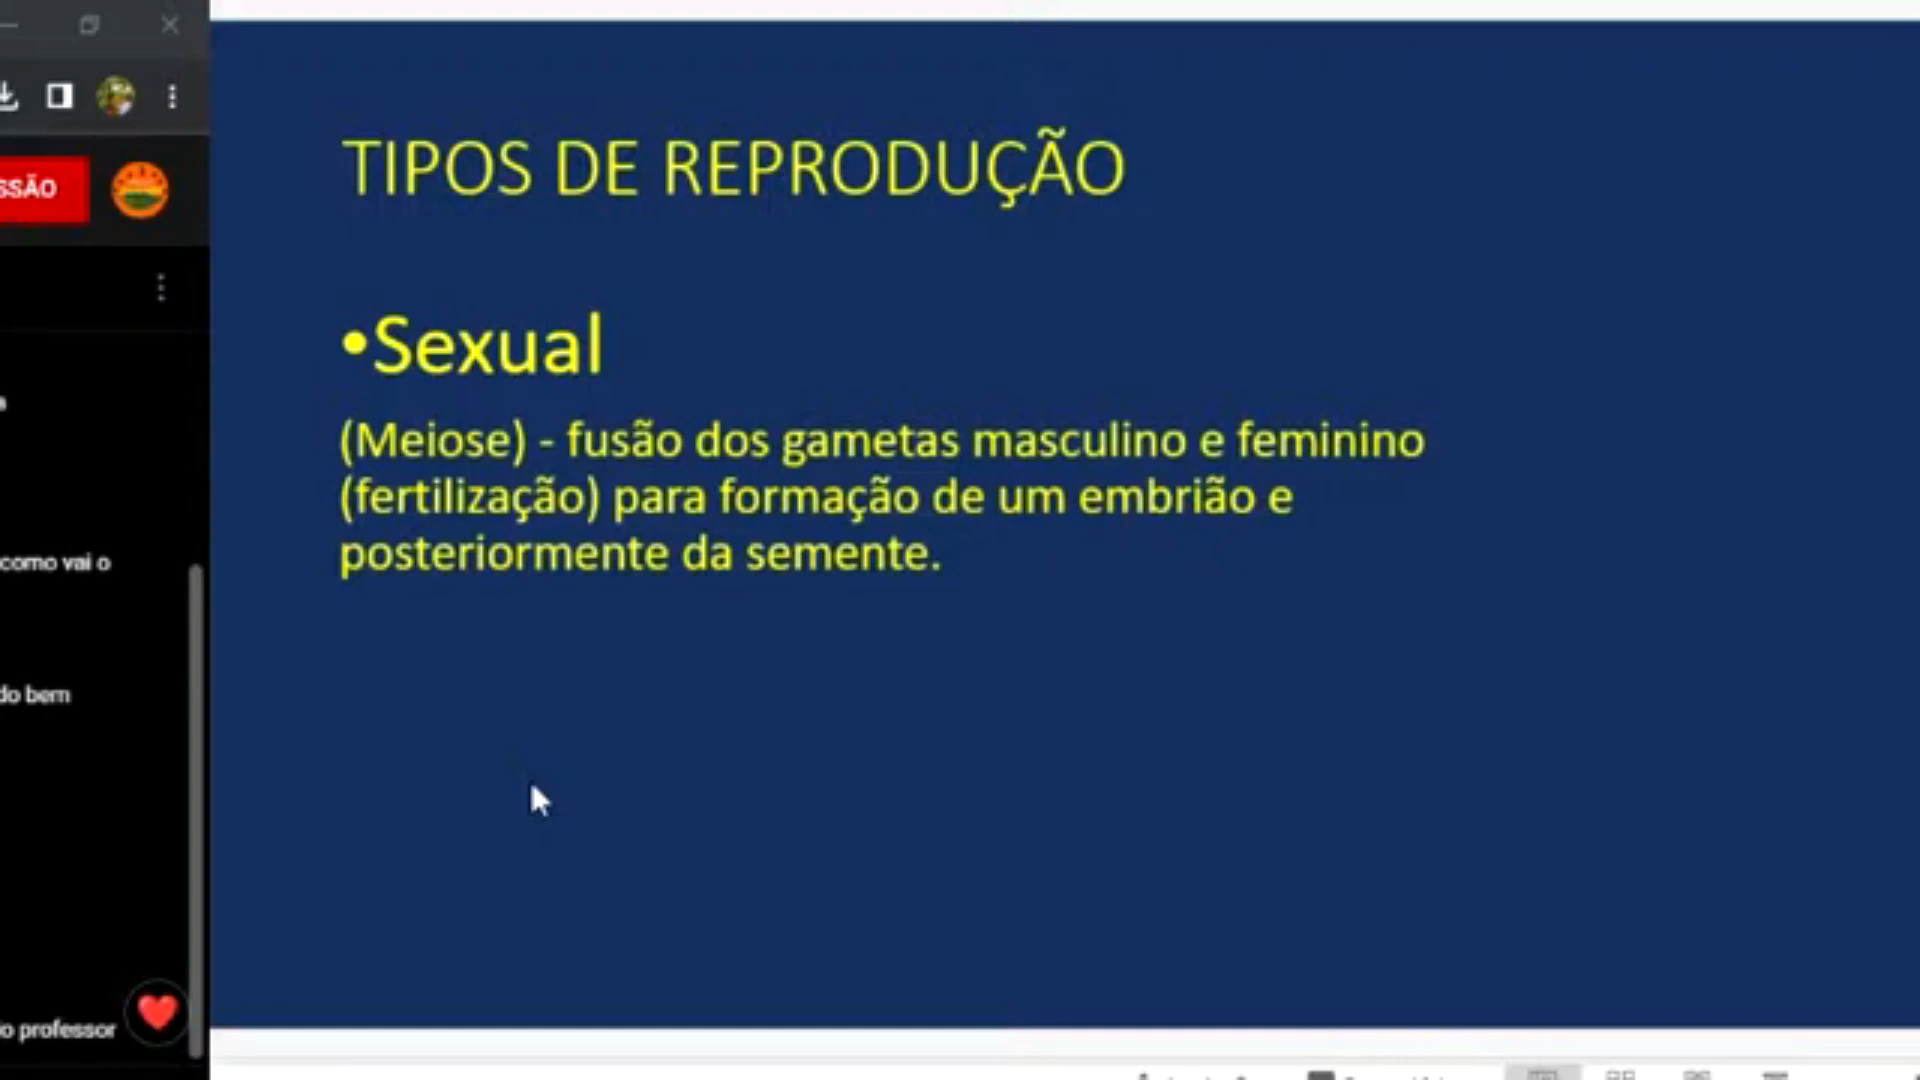 SSÃO
como vai o
do bem
o professor
TIPOS DE REPRODUÇÃO
•Sexual
(Meiose) - fusão dos gametas masculino e feminino
(fertilização) para formação de um embrião e
posteriormente da semente.